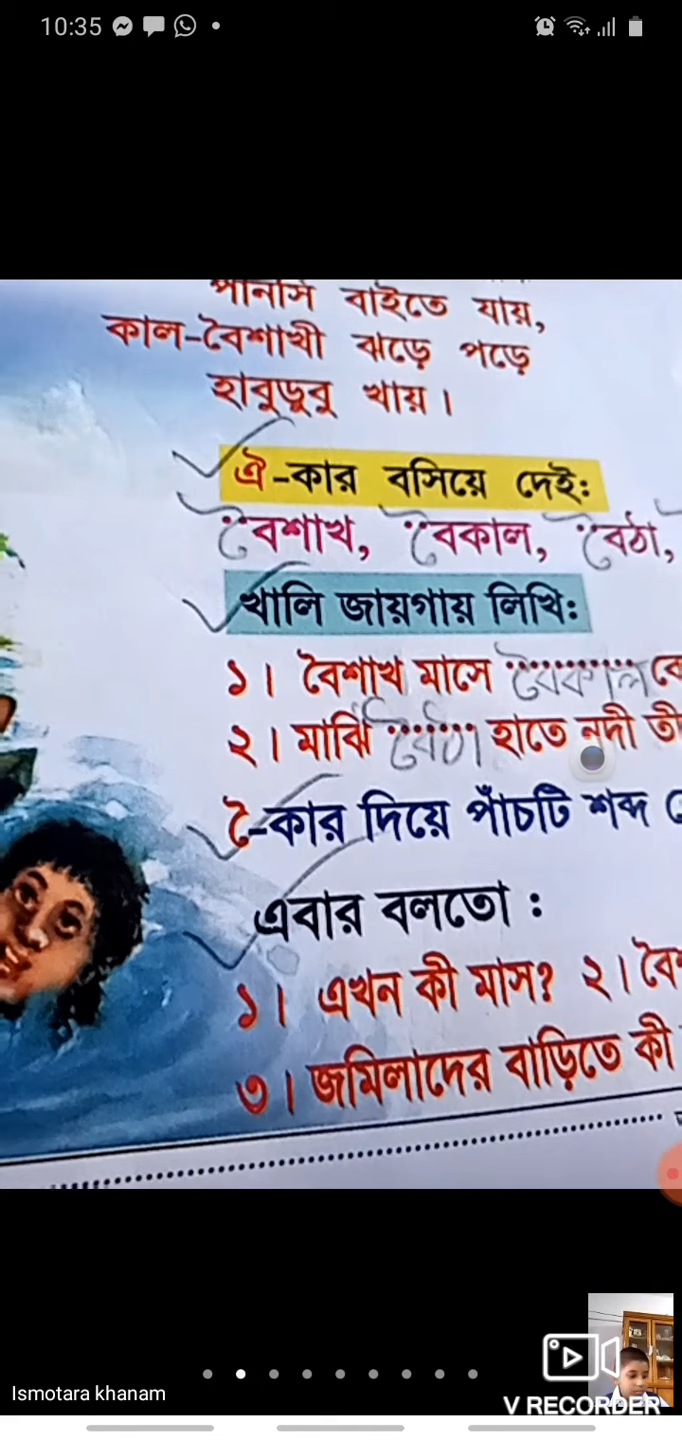 10:35
পানসি বাইতে যায়,
কাল-বৈশাখী ঝড়ে পড়ে
হাবুডুবু খায়।
ঐ-কার বসিয়ে দেই:
বৈশাখ, বৈকাল, বৈঠা,
খালি জায়গায় লিখি:
১। বৈশাখ মাসে বৈকাল
২। মাঝি বৈঠা হাতে নদী তী
ৈ-কার দিয়ে পাঁচটি শব্দ
এবার বলতো :
১। এখন কী মাস? ২।
৩। জমিলাদের বাড়িতে কী
Ismotara khanam
V RECORDER